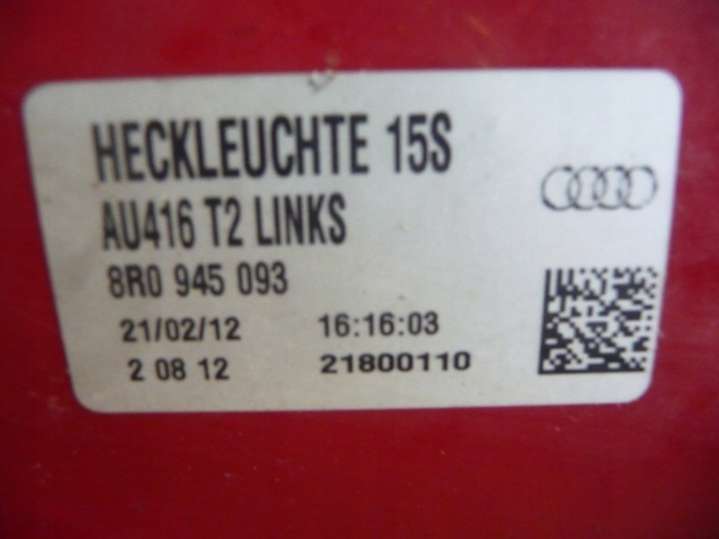 HECKLEUCHTE 15S
AU416 T2 LINKS
8R0 945 093
21/02/12 16:16:03
2 08 12 21800110